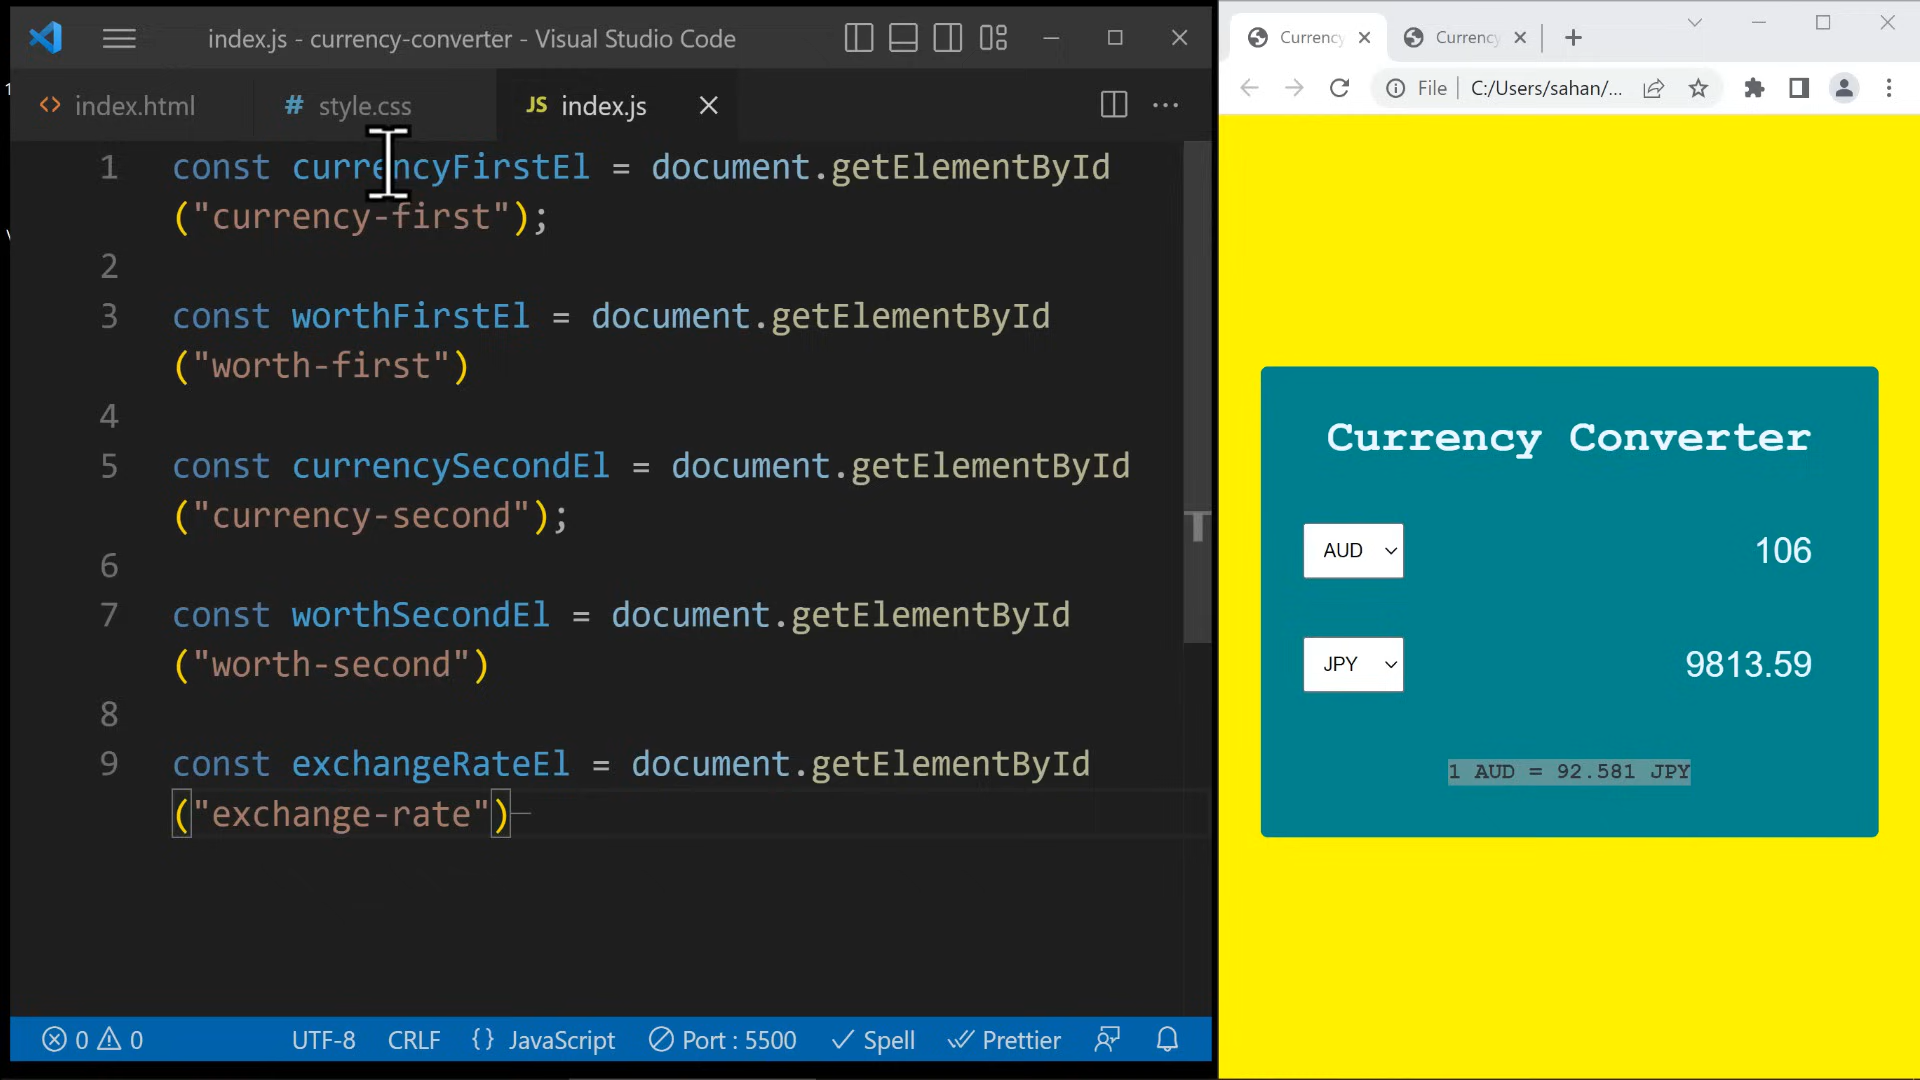 index.js - currency-converter - Visual Studio Code
index.html
# style.css
JS index.js
1 const currencyFirstEl = document.getElementById
("currency-first");
2
3 const worthFirstEl = document.getElementById
("worth-first")
4
5 const currencySecondEl = document.getElementById
("currency-second");
6
7 const worthSecondEl = document.getElementById
("worth-second")
8
9 const exchangeRateEl = document.getElementById
("exchange-rate")
0 0 UTF-8 CRLF {} JavaScript Port : 5500 Spell Prettier
Currency
Currency
File C:/Users/sahan/...
Currency Converter
AUD 106
JPY 9813.59
1 AUD = 92.581 JPY